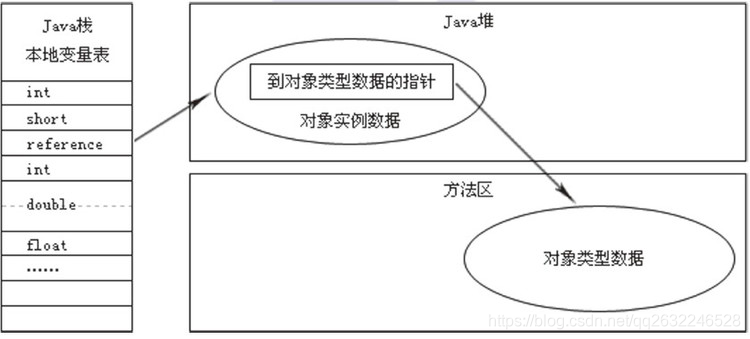 Java栈
本地变量表
int
short
reference
int
double
float
······
Java堆
到对象类型数据的指针
对象实例数据
方法区
对象类型数据
https://blog.csdn.net/qq2632246528